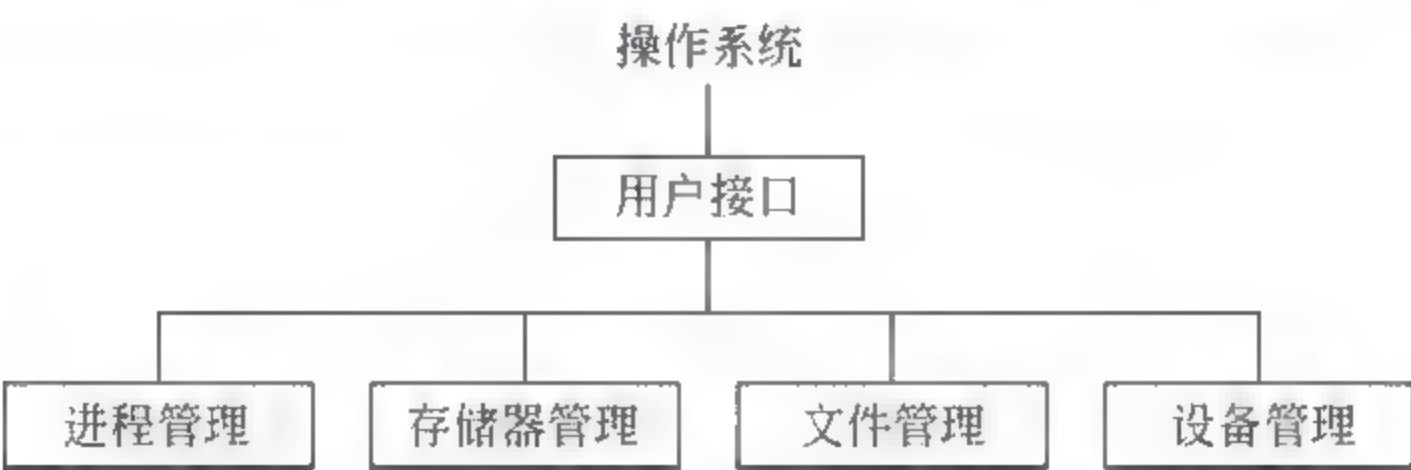 操作系统
用户接口
进程管理
存储器管理
文件管理
设备管理